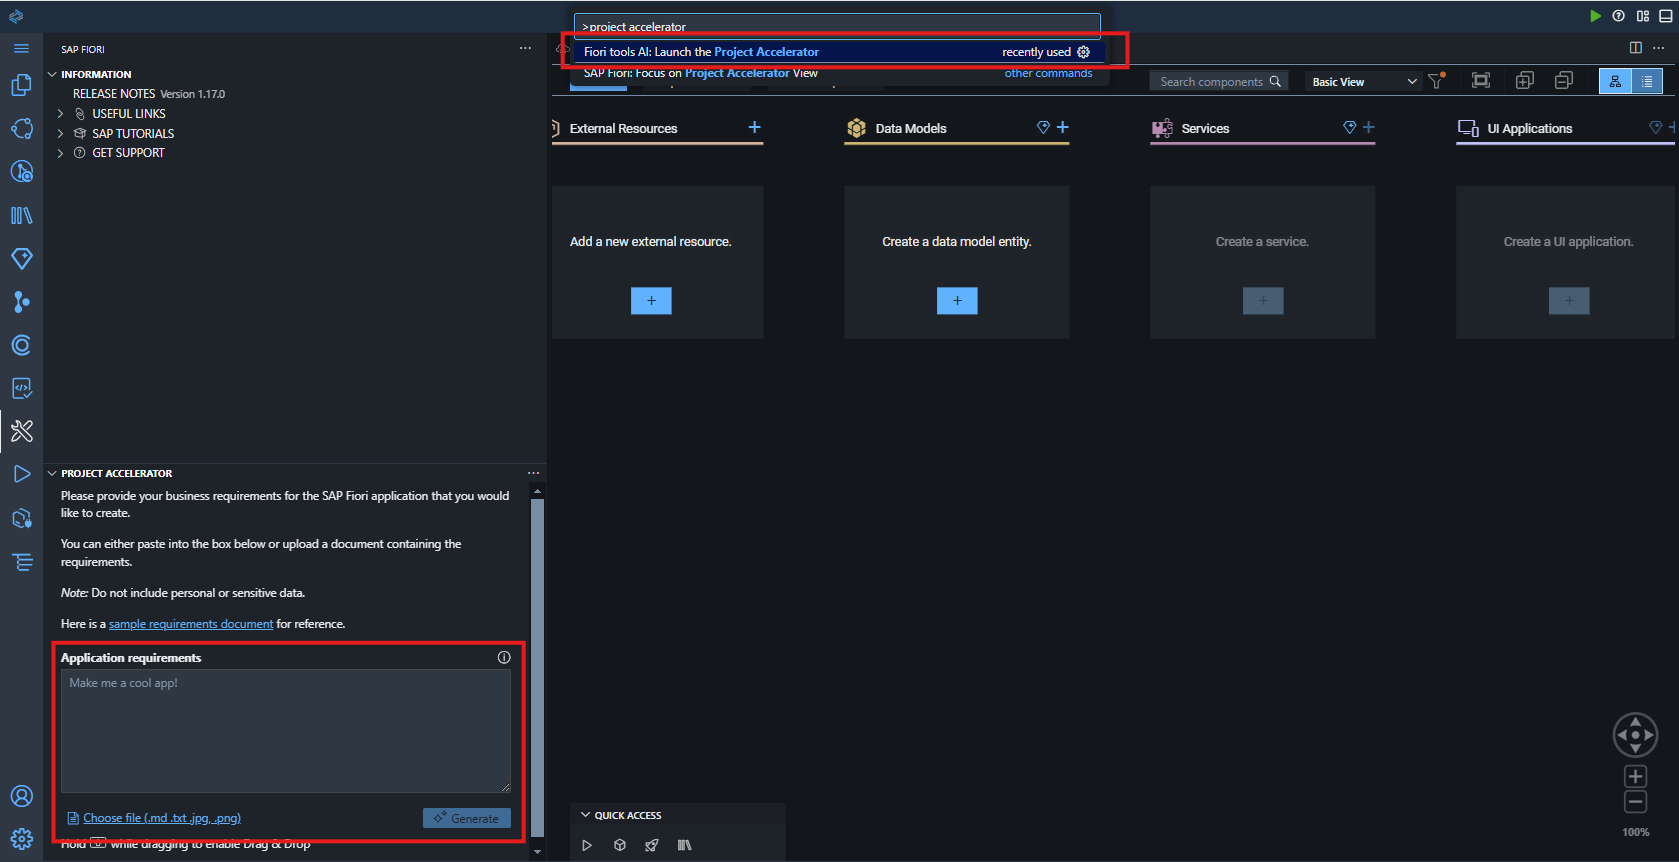 >project accelerator
Fiori tools AI: Launch the Project Accelerator recently used
SAP Fiori: Focus on Project Accelerator View other commands
SAP FIORI
INFORMATION
RELEASE NOTES Version 1.17.0
USEFUL LINKS
SAP TUTORIALS
GET SUPPORT
Search components
Basic View
External Resources
Data Models
Services
UI Applications
Add a new external resource.
Create a data model entity.
Create a service.
Create a UI application.
PROJECT ACCELERATOR
Please provide your business requirements for the SAP Fiori application that you would
like to create.
You can either paste into the box below or upload a document containing the
requirements.
Note: Do not include personal or sensitive data.
Here is a sample requirements document for reference.
Application requirements
Make me a cool app!
Choose file (.md .txt .jpg, .png)
Generate
Hold while dragging to enable Drag & Drop
QUICK ACCESS
100%